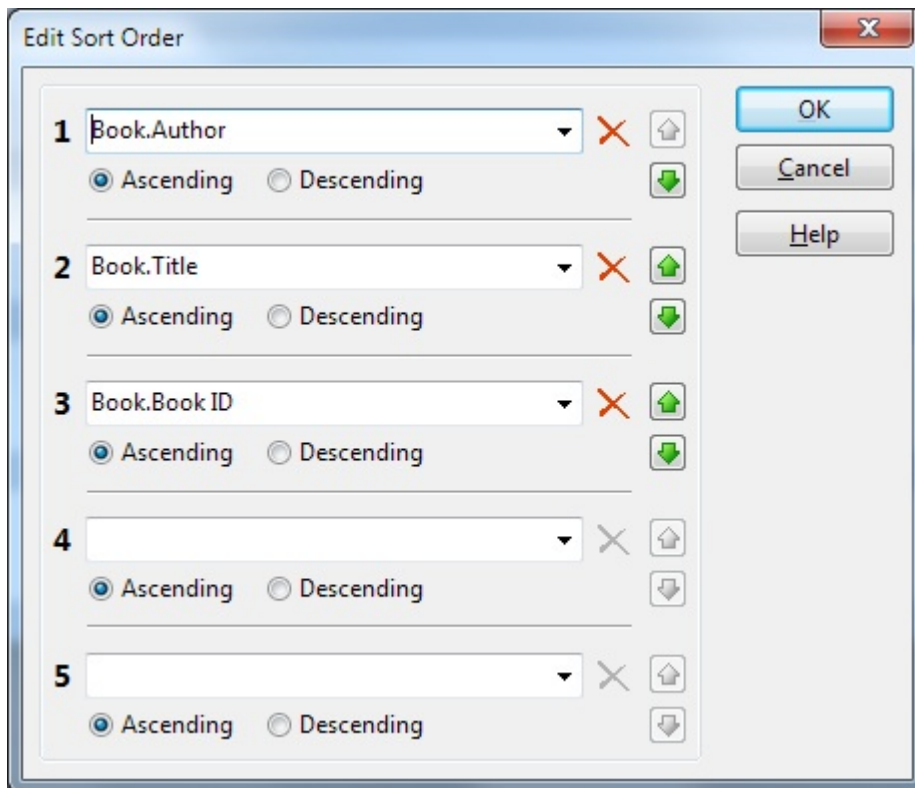 Edit Sort Order
1 Book.Author
Ascending Descending
2 Book.Title
Ascending Descending
3 Book.Book ID
Ascending Descending
4
Ascending Descending
5
Ascending Descending
OK
Cancel
Help